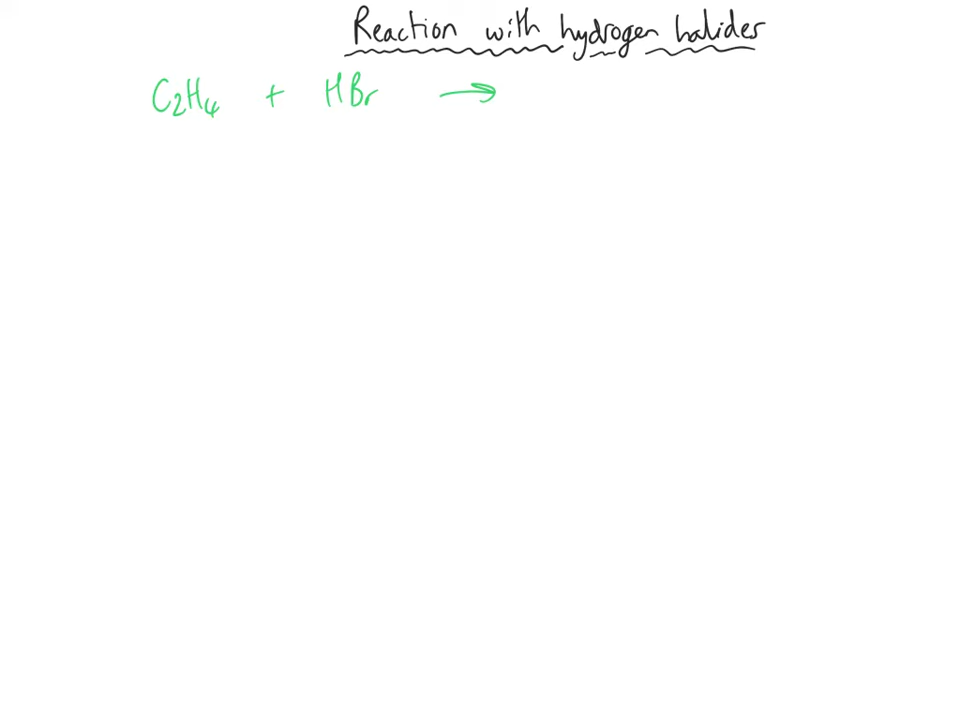 Reaction with hydrogen halides
C₂H₄ + HBr →